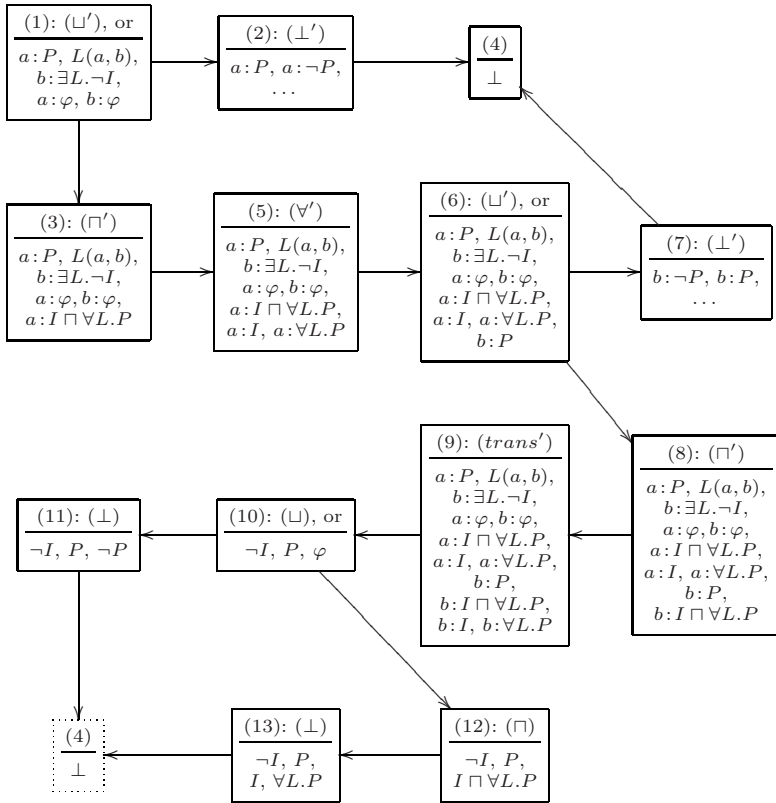 (1): (⊔′), or
a:P, L(a, b),
b:∃L.¬I,
a:φ, b:φ
(2): (⊥′)
a:P, a:¬P,
...
(4)
⊥
(3): (⊓′)
a:P, L(a, b),
b:∃L.¬I,
a:φ, b:φ,
a:I ⊓ ∀L.P
(5): (∀′)
a:P, L(a, b),
b:∃L.¬I,
a:φ, b:φ,
a:I ⊓ ∀L.P,
a:I, a:∀L.P
(6): (⊔′), or
a:P, L(a, b),
b:∃L.¬I,
a:φ, b:φ,
a:I ⊓ ∀L.P,
a:I, a:∀L.P,
b:P
(7): (⊥′)
b:¬P, b:P,
...
(8): (⊓′)
a:P, L(a, b),
b:∃L.¬I,
a:φ, b:φ,
a:I ⊓ ∀L.P,
a:I, a:∀L.P,
b:P,
b:I ⊓ ∀L.P
(9): (trans′)
a:P, L(a, b),
b:∃L.¬I,
a:φ, b:φ,
a:I ⊓ ∀L.P,
a:I, a:∀L.P,
b:P,
b:I ⊓ ∀L.P,
b:I, b:∀L.P
(10): (⊔), or
¬I, P, φ
(11): (⊥)
¬I, P, ¬P
(12): (⊓)
¬I, P,
I ⊓ ∀L.P
(13): (⊥)
¬I, P,
I, ∀L.P
(4)
⊥